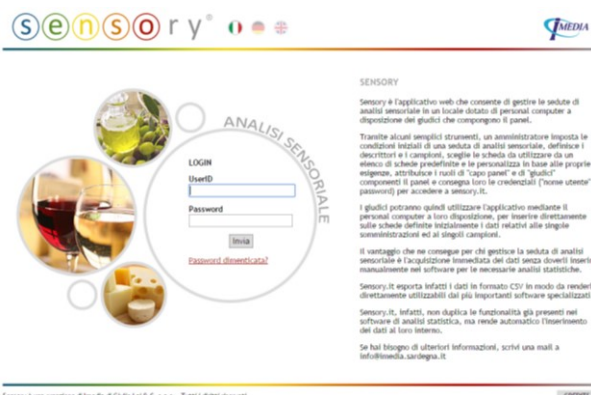 sensory®
IMEDIA
ANALISI SENSORIALE
LOGIN
UserID
Password
Invia
Password dimenticata?
SENSORY
Sensory è l'applicativo web che consente di gestire le sedute di
analisi sensoriale in un locale dotato di personal computer a
disposizione dei giudici che compongono il panel.
Tramite alcuni semplici strumenti, un amministratore imposta le
condizioni iniziali di una seduta di analisi sensoriale, definisce i
descrittori e i campioni, sceglie le scheda da utilizzare da un
elenco di schede predefinite e le personalizza in base alle proprie
esigenze, attribuisce i ruoli di "capo panel" e di "giudici"
componenti il panel e consegna loro le credenziali ("nome utente"
password) per accedere a sensory.it.
I giudici potranno quindi utilizzare l'applicativo mediante il
personal computer a loro disposizione, per inserire direttamente
sulle schede definite inizialmente i dati relativi alle singole
somministrazioni ed ai singoli campioni.
Il vantaggio che ne consegue per chi gestisce la seduta di analisi
sensoriale è l'acquisizione immediata dei dati senza doverli inserire
manualmente nel software per le necessarie analisi statistiche.
Sensory.it esporta infatti i dati in formato CSV in modo da renderli
direttamente utilizzabili dai più importanti software specializzati
Sensory.it, infatti, non duplica le funzionalità già presenti nei
software di analisi statistica, ma rende automatico l'inserimento
dei dati al loro interno.
Se hai bisogno di ulteriori informazioni, scrivi una mail a
info@imedia.sardegna.it